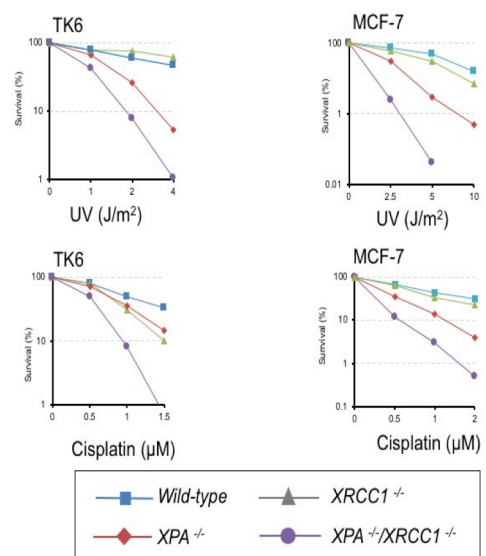 TK6
Survival (%)
100
10
1
0 1 2 4
UV (J/m²)
MCF-7
Survival (%)
100
1
0.01
0 2.5 5 10
UV (J/m²)
TK6
Survival (%)
100
10
1
0 0.5 1 1.5
Cisplatin (µM)
MCF-7
Survival (%)
100
10
1
0.1
0 0.5 1 2
Cisplatin (µM)
Wild-type
XRCC1 -/-
XPA -/-
XPA -/-/XRCC1 -/-